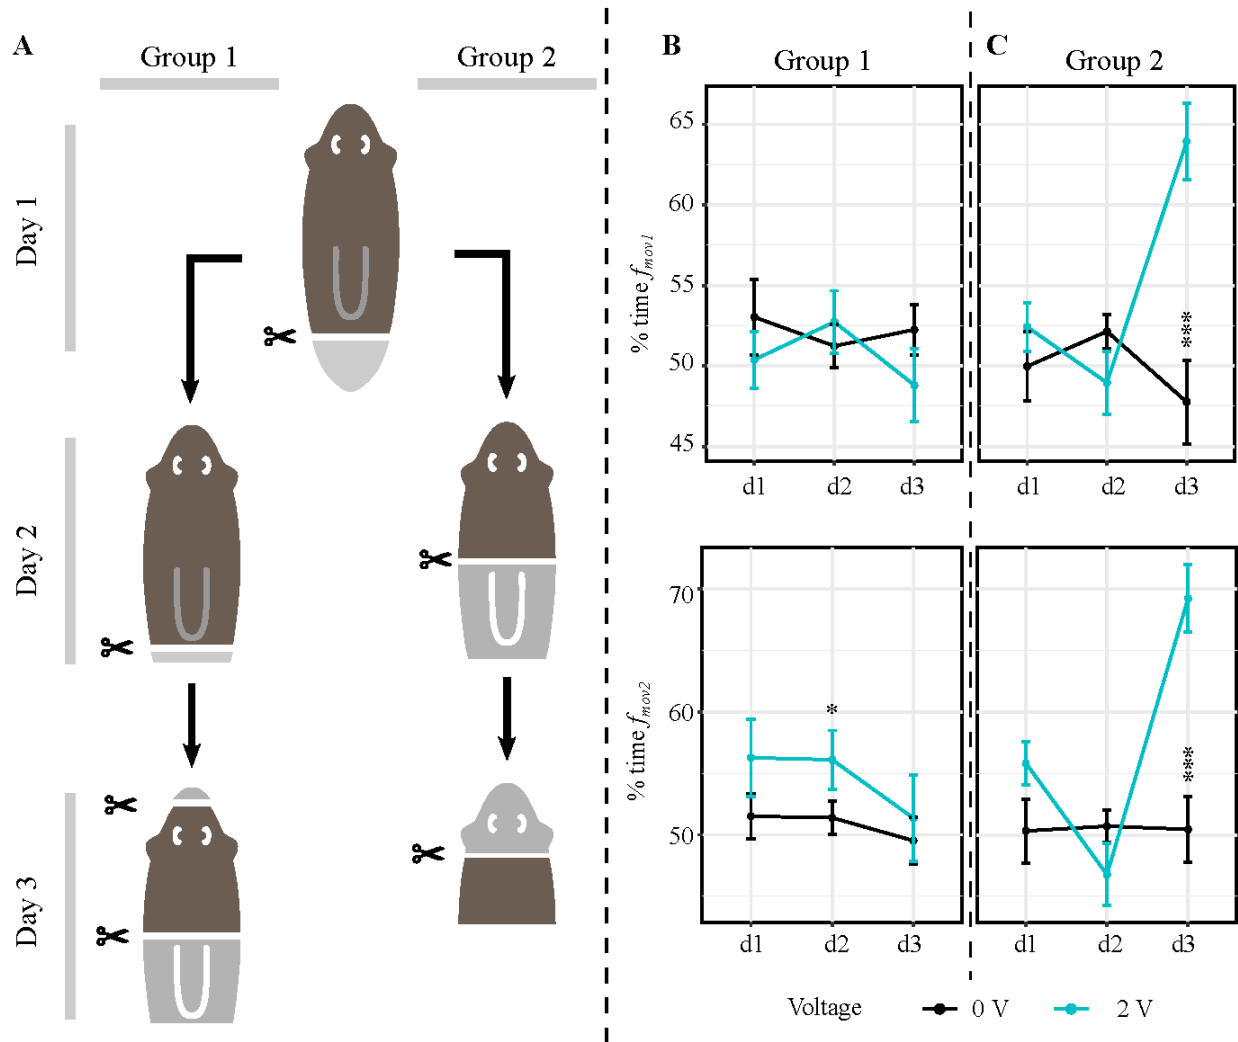 A
Group 1
Group 2
Day 1
Day 2
Day 3
B
Group 1
C
Group 2
% time fmov1
65
60
55
50
45
***
d1 d2 d3
d1 d2 d3
% time fmov2
70
60
50
*
***
d1 d2 d3
d1 d2 d3
Voltage 0 V 2 V